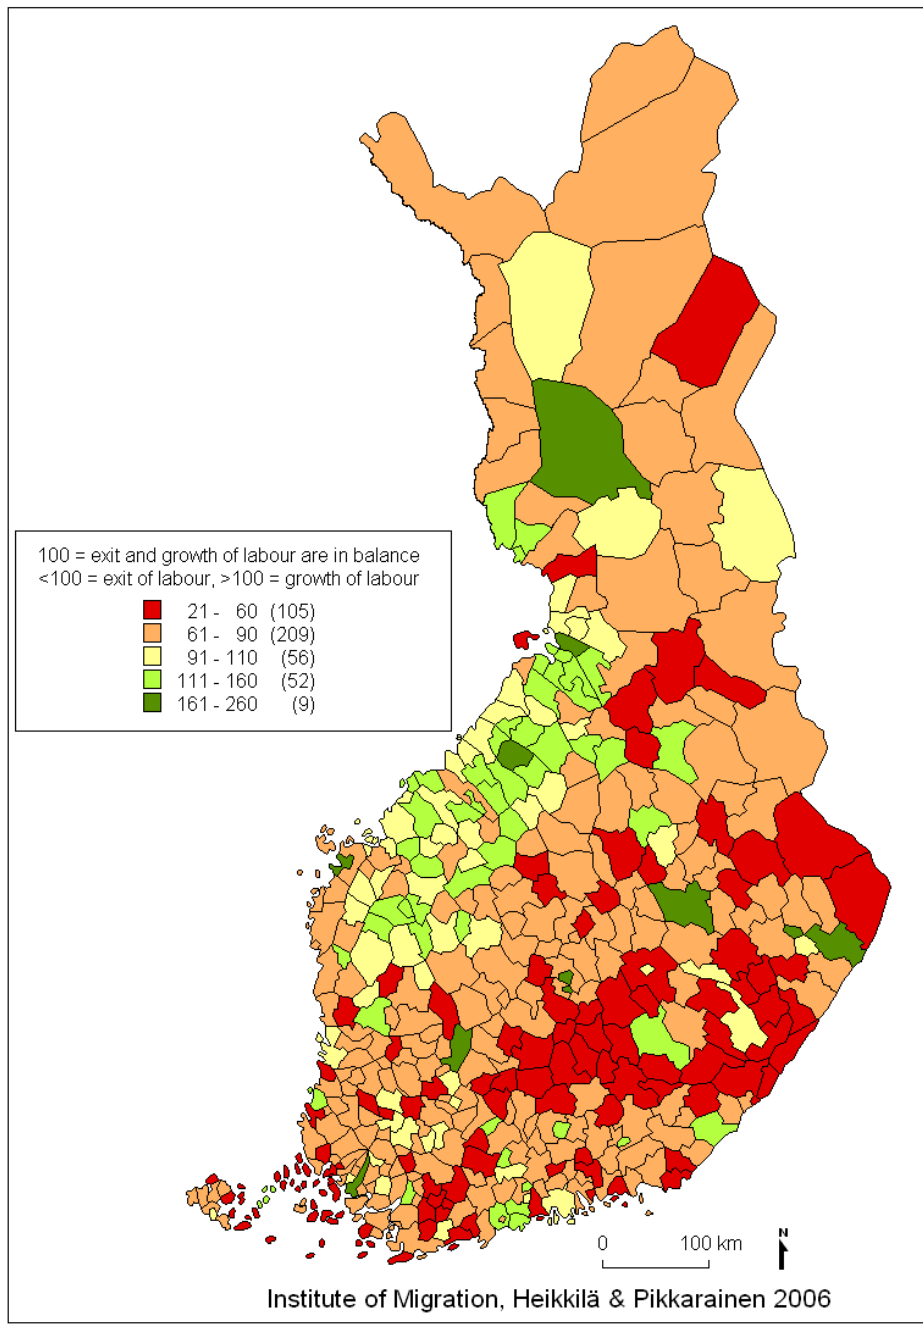 100 = exit and growth of labour are in balance
<100 = exit of labour, >100 = growth of labour
21 - 60 (105)
61 - 90 (209)
91 - 110 (56)
111 - 160 (52)
161 - 260 (9)
N
0 100 km
Institute of Migration, Heikkilä & Pikkarainen 2006